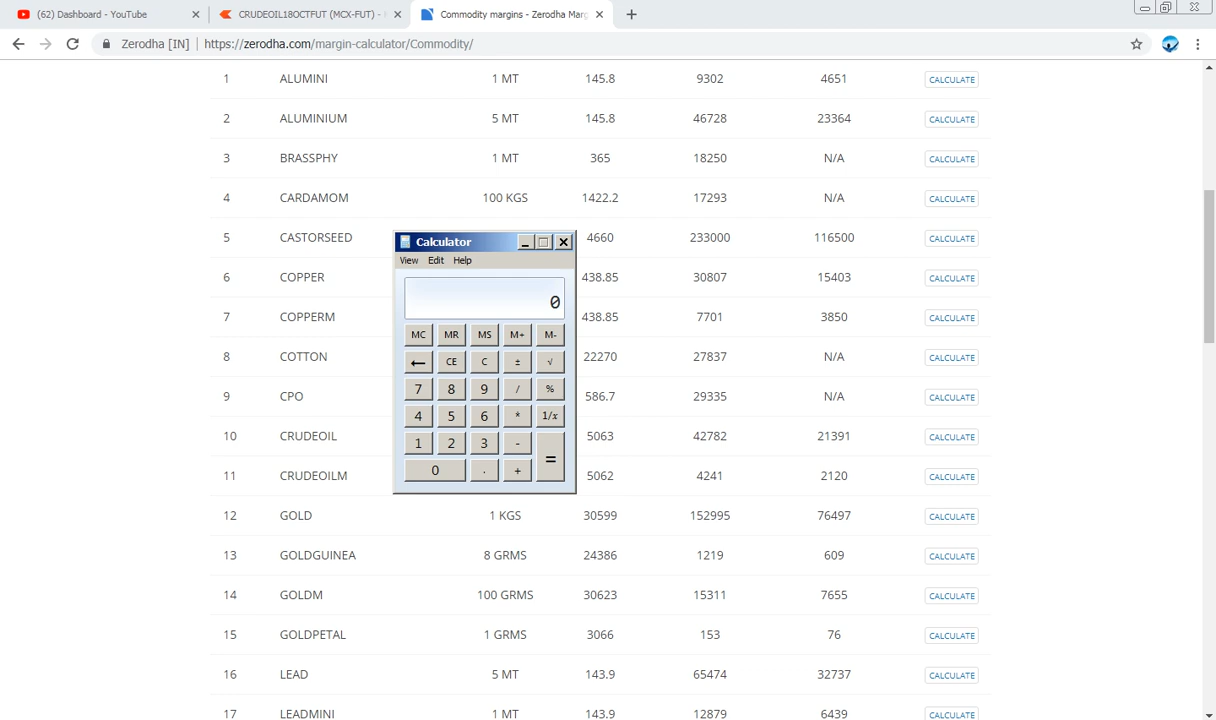 (62) Dashboard - YouTube
CRUDEOIL18OCTFUT (MCX-FUT) -
Commodity margins - Zerodha Marg
Zerodha [IN] | https://zerodha.com/margin-calculator/Commodity/
1 ALUMINI 1 MT 145.8 9302 4651 CALCULATE
2 ALUMINIUM 5 MT 145.8 46728 23364 CALCULATE
3 BRASSPHY 1 MT 365 18250 N/A CALCULATE
4 CARDAMOM 100 KGS 1422.2 17293 N/A CALCULATE
5 CASTORSEED 4660 233000 116500 CALCULATE
6 COPPER 438.85 30807 15403 CALCULATE
7 COPPERM 438.85 7701 3850 CALCULATE
8 COTTON 22270 27837 N/A CALCULATE
9 CPO 586.7 29335 N/A CALCULATE
10 CRUDEOIL 5063 42782 21391 CALCULATE
11 CRUDEOILM 5062 4241 2120 CALCULATE
12 GOLD 1 KGS 30599 152995 76497 CALCULATE
13 GOLDGUINEA 8 GRMS 24386 1219 609 CALCULATE
14 GOLDM 100 GRMS 30623 15311 7655 CALCULATE
15 GOLDPETAL 1 GRMS 3066 153 76 CALCULATE
16 LEAD 5 MT 143.9 65474 32737 CALCULATE
17 LEADMINI 1 MT 143.9 12879 6439 CALCULATE
Calculator
View Edit Help
0
MC MR MS M+ M-
← CE C ± √
7 8 9 / %
4 5 6 * 1/x
1 2 3 - =
0 . +